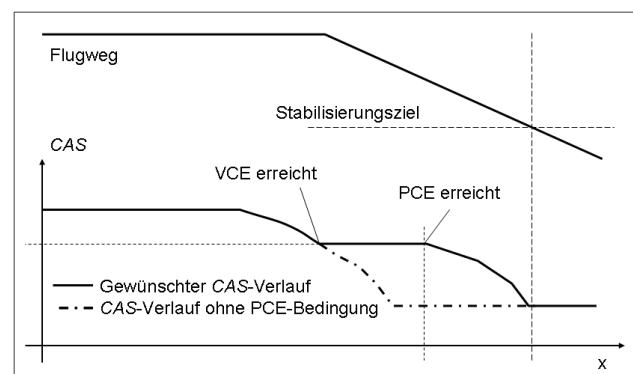 Flugweg
Stabilisierungsziel
CAS
VCE erreicht
PCE erreicht
Gewünschter CAS-Verlauf
CAS-Verlauf ohne PCE-Bedingung
x